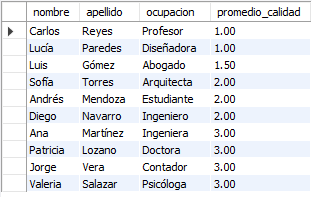 nombre apellido ocupacion promedio_calidad
Carlos Reyes Profesor 1.00
Lucía Paredes Diseñadora 1.00
Luis Gómez Abogado 1.50
Sofía Torres Arquitecta 2.00
Andrés Mendoza Estudiante 2.00
Diego Navarro Ingeniero 2.00
Ana Martínez Ingeniera 3.00
Patricia Lozano Doctora 3.00
Jorge Vera Contador 3.00
Valeria Salazar Psicóloga 3.00